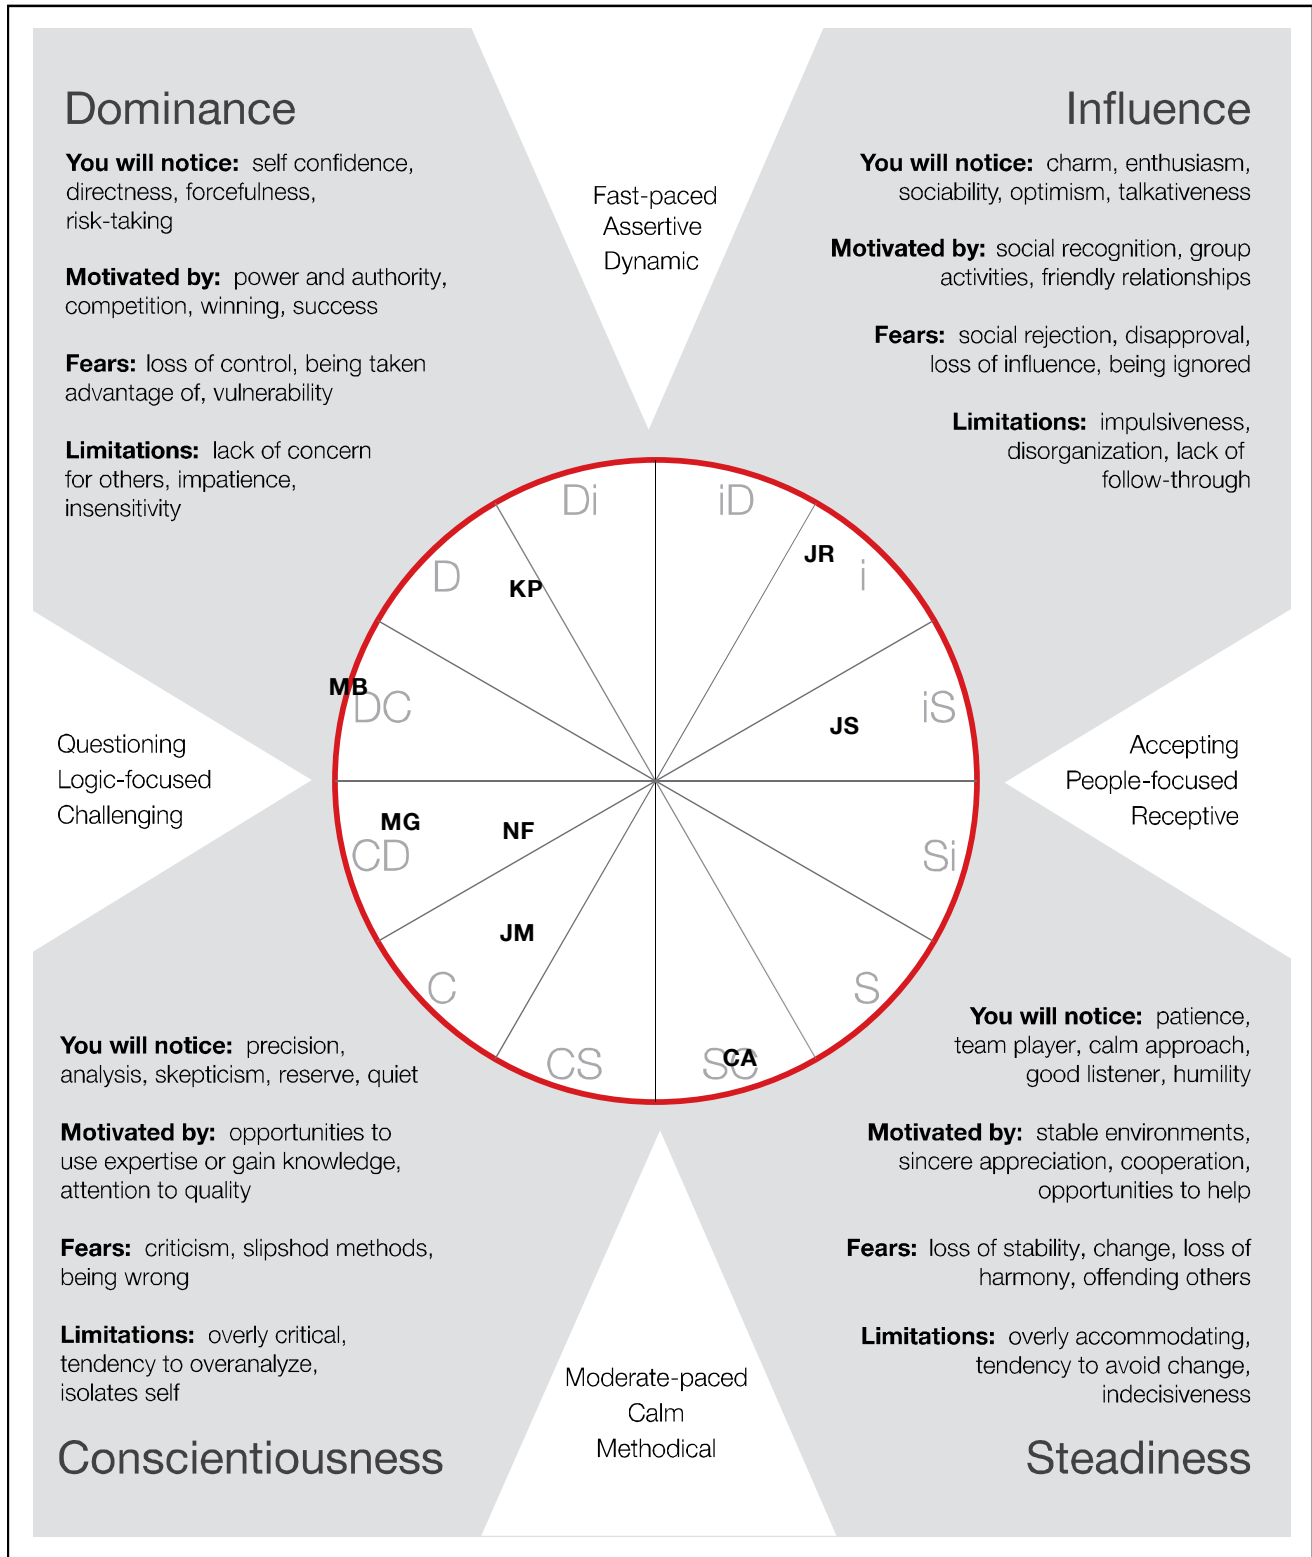 Dominance
You will notice: self confidence,
directness, forcefulness,
risk-taking
Motivated by: power and authority,
competition, winning, success
Fears: loss of control, being taken
advantage of, vulnerability
Limitations: lack of concern
for others, impatience,
insensitivity
Fast-paced
Assertive
Dynamic
Influence
You will notice: charm, enthusiasm,
sociability, optimism, talkativeness
Motivated by: social recognition, group
activities, friendly relationships
Fears: social rejection, disapproval,
loss of influence, being ignored
Limitations: impulsiveness,
disorganization, lack of
follow-through
Di
iD
JR
D
KP
i
MB
DC
iS
JS
Questioning
Logic-focused
Challenging
Accepting
People-focused
Receptive
MG
NF
CD
Si
JM
C
S
CS
SC
CA
You will notice: precision,
analysis, skepticism, reserve, quiet
Motivated by: opportunities to
use expertise or gain knowledge,
attention to quality
Fears: criticism, slipshod methods,
being wrong
Limitations: overly critical,
tendency to overanalyze,
isolates self
Conscientiousness
Moderate-paced
Calm
Methodical
You will notice: patience,
team player, calm approach,
good listener, humility
Motivated by: stable environments,
sincere appreciation, cooperation,
opportunities to help
Fears: loss of stability, change, loss of
harmony, offending others
Limitations: overly accommodating,
tendency to avoid change,
indecisiveness
Steadiness